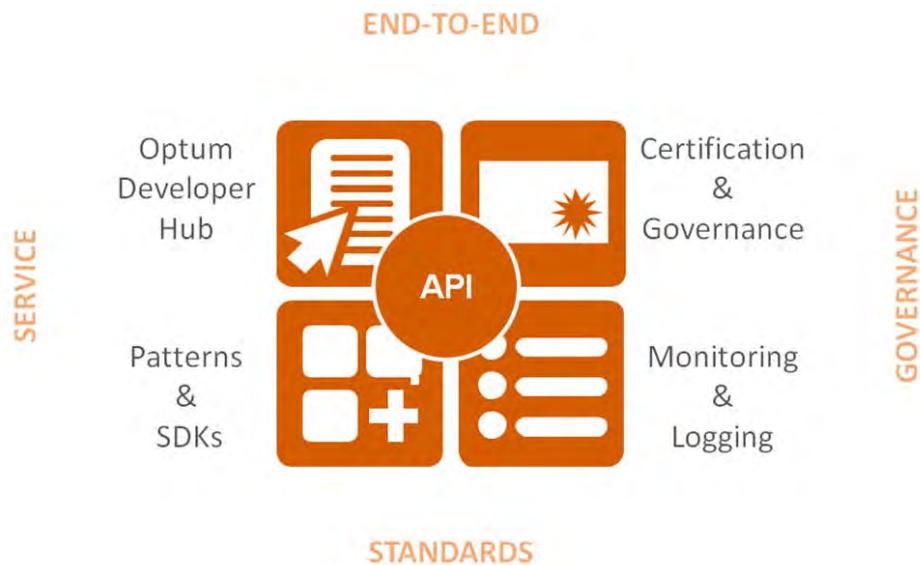 END-TO-END
Optum
Developer
Hub
Certification
&
Governance
SERVICE
API
GOVERNANCE
Patterns
&
SDKs
Monitoring
&
Logging
STANDARDS